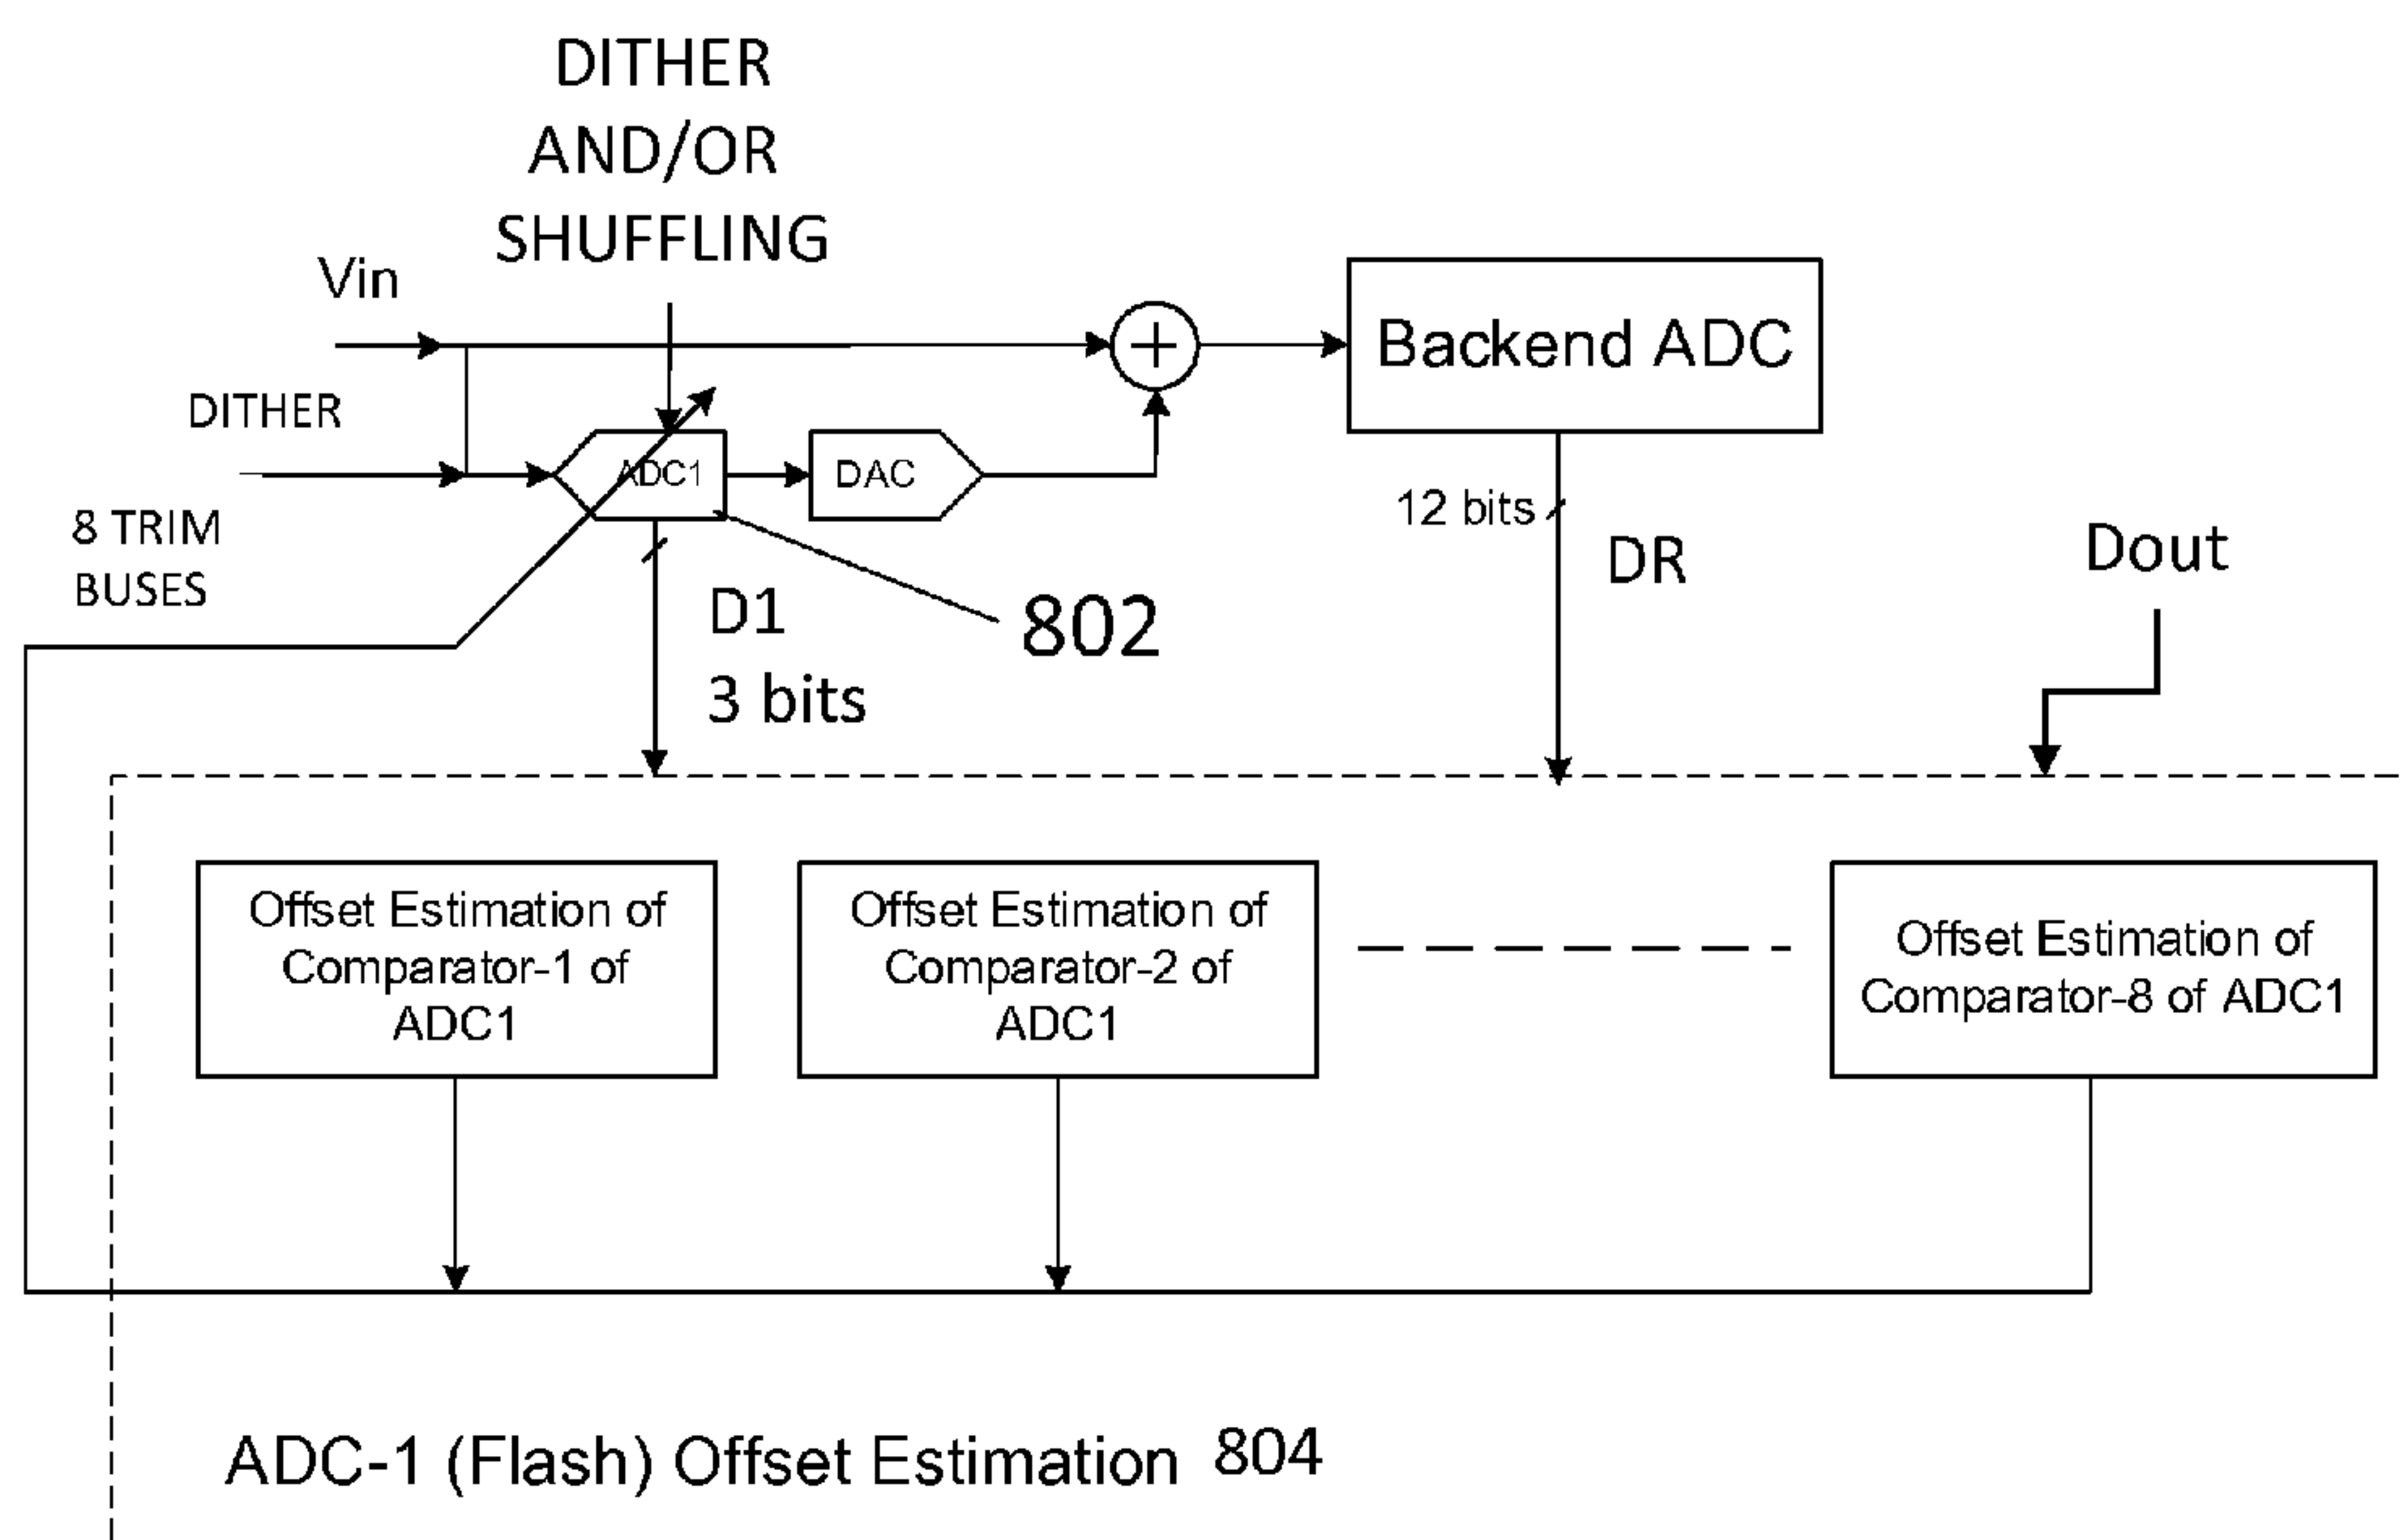 DITHER
AND/OR
SHUFFLING
Vin
+
Backend ADC
DITHER
ADC1
DAC
8 TRIM
BUSES
12 bits
DR
Dout
D1
3 bits
802
Offset Estimation of
Comparator-1 of
ADC1
Offset Estimation of
Comparator-2 of
ADC1
Offset Estimation of
Comparator-8 of ADC1
ADC-1 (Flash) Offset Estimation 804